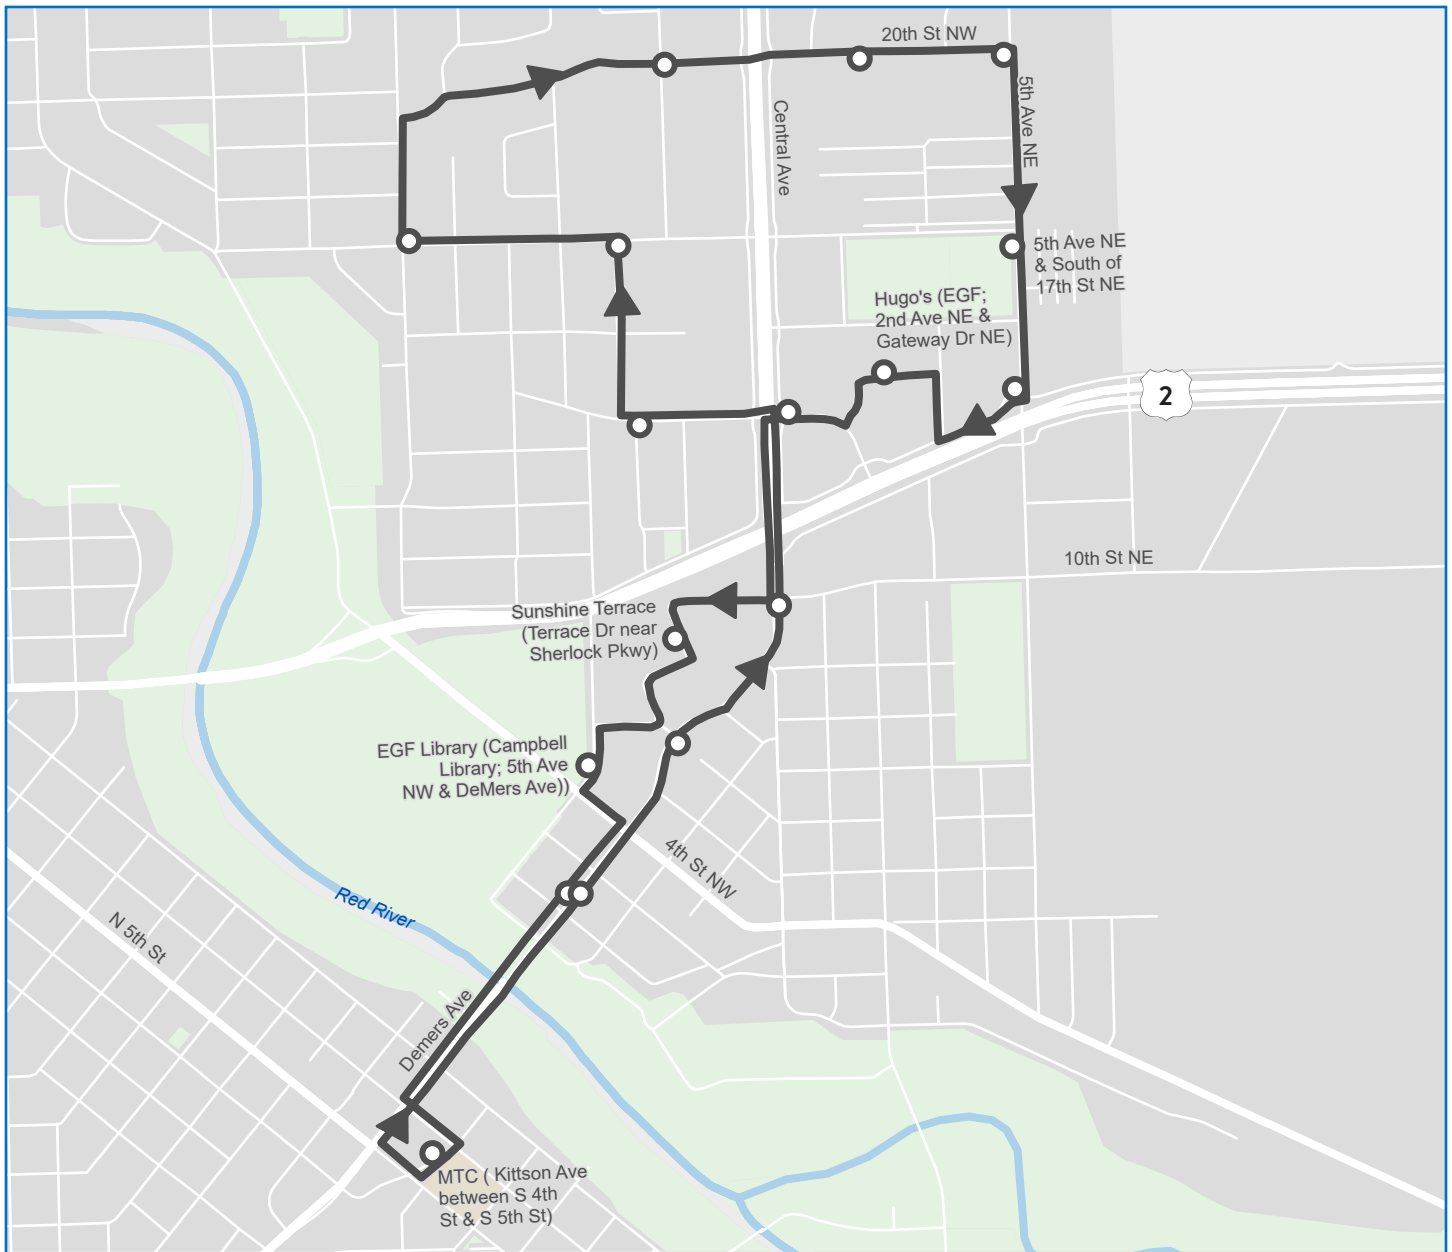 20th St NW
5th Ave NE
Central Ave
5th Ave NE
& South of
17th St NE
Hugo's (EGF;
2nd Ave NE &
Gateway Dr NE)
2
10th St NE
Sunshine Terrace
(Terrace Dr near
Sherlock Pkwy)
EGF Library (Campbell
Library; 5th Ave
NW & DeMers Ave))
4th St NW
Red River
N 5th St
Demers Ave
MTC ( Kittson Ave
between S 4th
St & S 5th St)